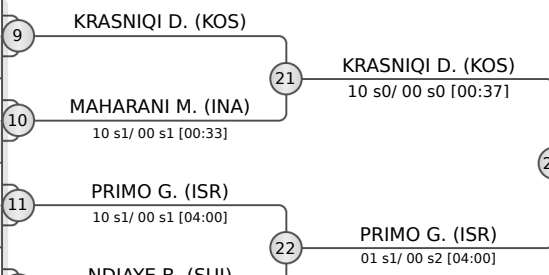 KRASNIQI D. (KOS)
9
21
KRASNIQI D. (KOS)
10 s0/ 00 s0 [00:37]
MAHARANI M. (INA)
10
10 s1/ 00 s1 [00:33]
PRIMO G. (ISR)
11
10 s1/ 00 s1 [04:00]
22
PRIMO G. (ISR)
01 s1/ 00 s2 [04:00]
NDIAYE B. (SUI)